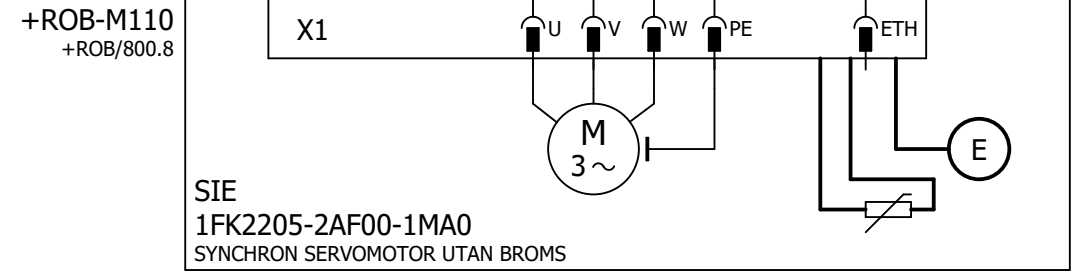 +ROB-M110
+ROB/800.8
X1
U
V
W
PE
ETH
M
3~
E
SIE
1FK2205-2AF00-1MA0
SYNCHRON SERVOMOTOR UTAN BROMS